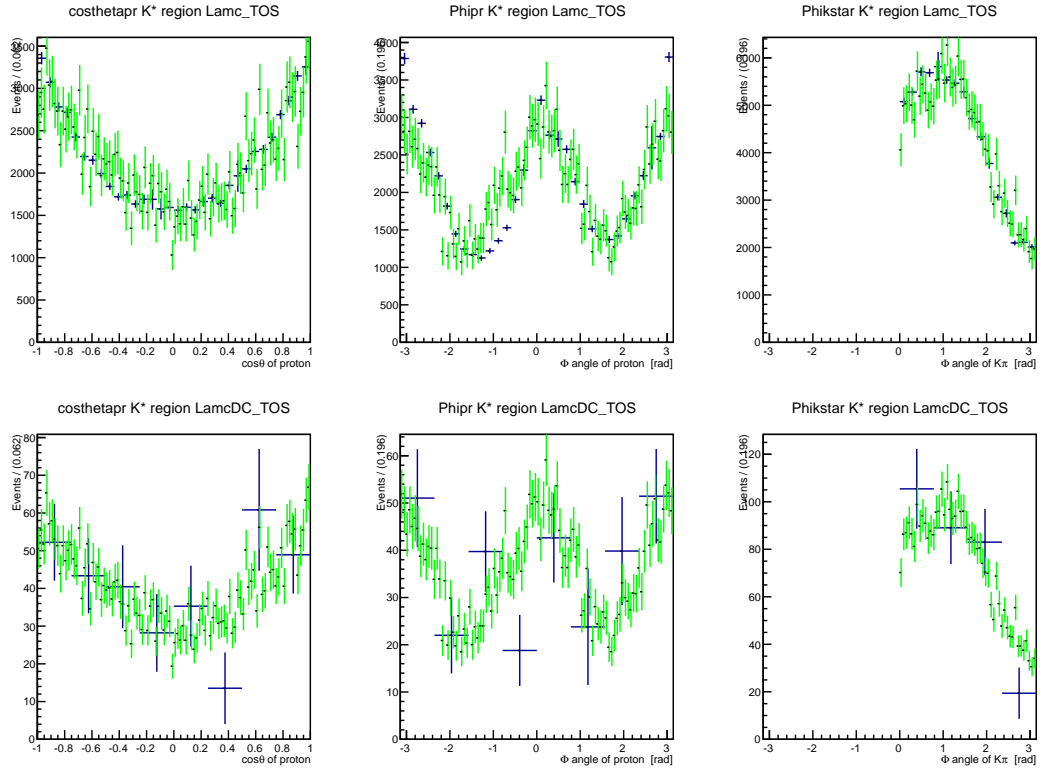 costhetapr K* region Lamc_TOS
Phipr K* region Lamc_TOS
Phikstar K* region Lamc_TOS
Events / (0.062)
3500
3000
2500
2000
1500
1000
500
0
-1 -0.8 -0.6 -0.4 -0.2 0 0.2 0.4 0.6 0.8 1
cosθ of proton
Events / (0.196)
4000
3500
3000
2500
2000
1500
1000
500
0
-3 -2 -1 0 1 2 3
Φ angle of proton [rad]
Events / (0.196)
6000
5000
4000
3000
2000
1000
0
-3 -2 -1 0 1 2 3
Φ angle of Kπ [rad]
costhetapr K* region LamcDC_TOS
Phipr K* region LamcDC_TOS
Phikstar K* region LamcDC_TOS
Events / (0.062)
80
70
60
50
40
30
20
10
0
-1 -0.8 -0.6 -0.4 -0.2 0 0.2 0.4 0.6 0.8 1
cosθ of proton
Events / (0.196)
60
50
40
30
20
10
0
-3 -2 -1 0 1 2 3
Φ angle of proton [rad]
Events / (0.196)
120
100
80
60
40
20
0
-3 -2 -1 0 1 2 3
Φ angle of Kπ [rad]